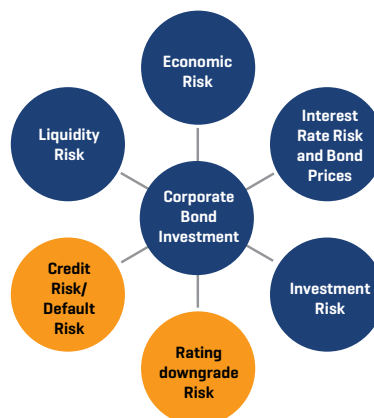 Economic
Risk
Liquidity
Risk
Interest
Rate Risk
and Bond
Prices
Corporate
Bond
Investment
Credit
Risk/
Default
Risk
Investment
Risk
Rating
downgrade
Risk